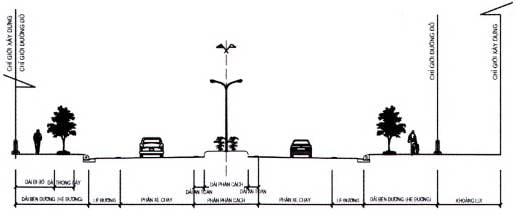 CHỈ GIỚI XÂY DỰNG
CHỈ GIỚI ĐƯỜNG ĐỎ
CHỈ GIỚI ĐƯỜNG ĐỎ
CHỈ GIỚI XÂY DỰNG
DẢI ĐI BỘ
DẢI TRỒNG CÂY
DẢI AN TOÀN
DẢI PHÂN CÁCH
DẢI AN TOÀN
DẢI BÊN ĐƯỜNG (HÈ ĐƯỜNG)
LỀ ĐƯỜNG
PHẦN XE CHẠY
PHẦN PHÂN CÁCH
PHẦN XE CHẠY
LỀ ĐƯỜNG
DẢI BÊN ĐƯỜNG (HÈ ĐƯỜNG)
KHOẢNG LÙI